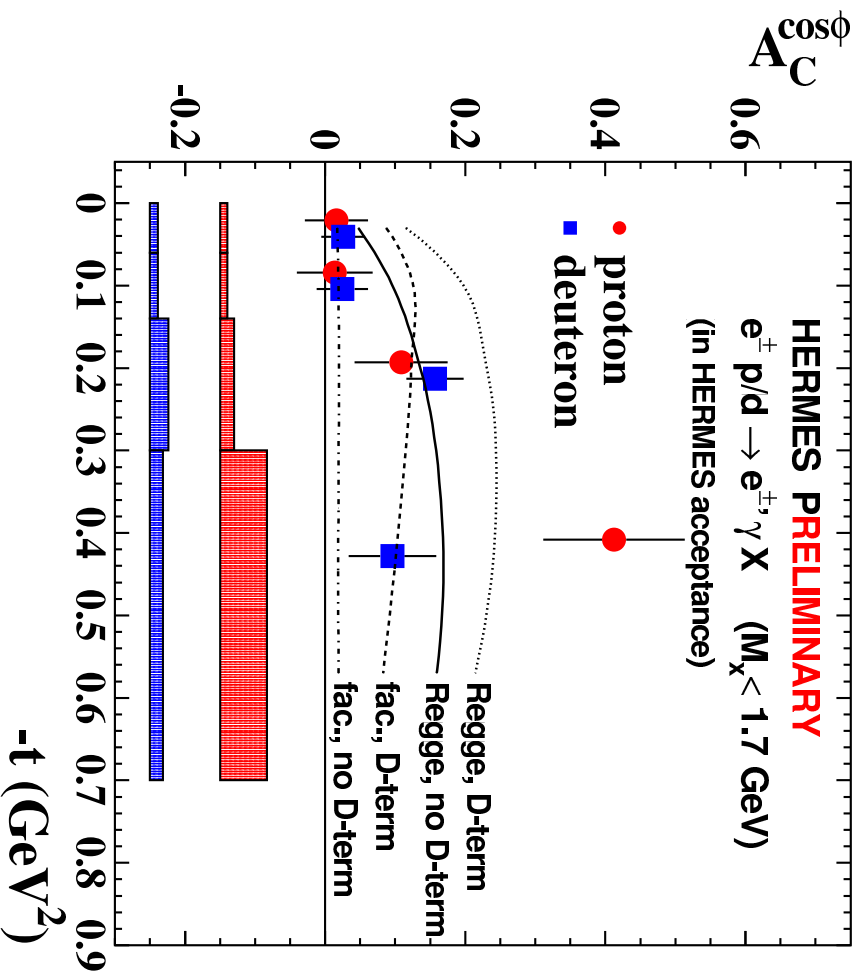 A_C^cosϕ
HERMES PRELIMINARY
e± p/d → e±' γ X (Mx< 1.7 GeV)
(in HERMES acceptance)
proton
deuteron
Regge, D-term
Regge, no D-term
fac., D-term
fac., no D-term
0.6
0.4
0.2
0
-0.2
0 0.1 0.2 0.3 0.4 0.5 0.6 0.7 0.8 0.9
-t (GeV²)